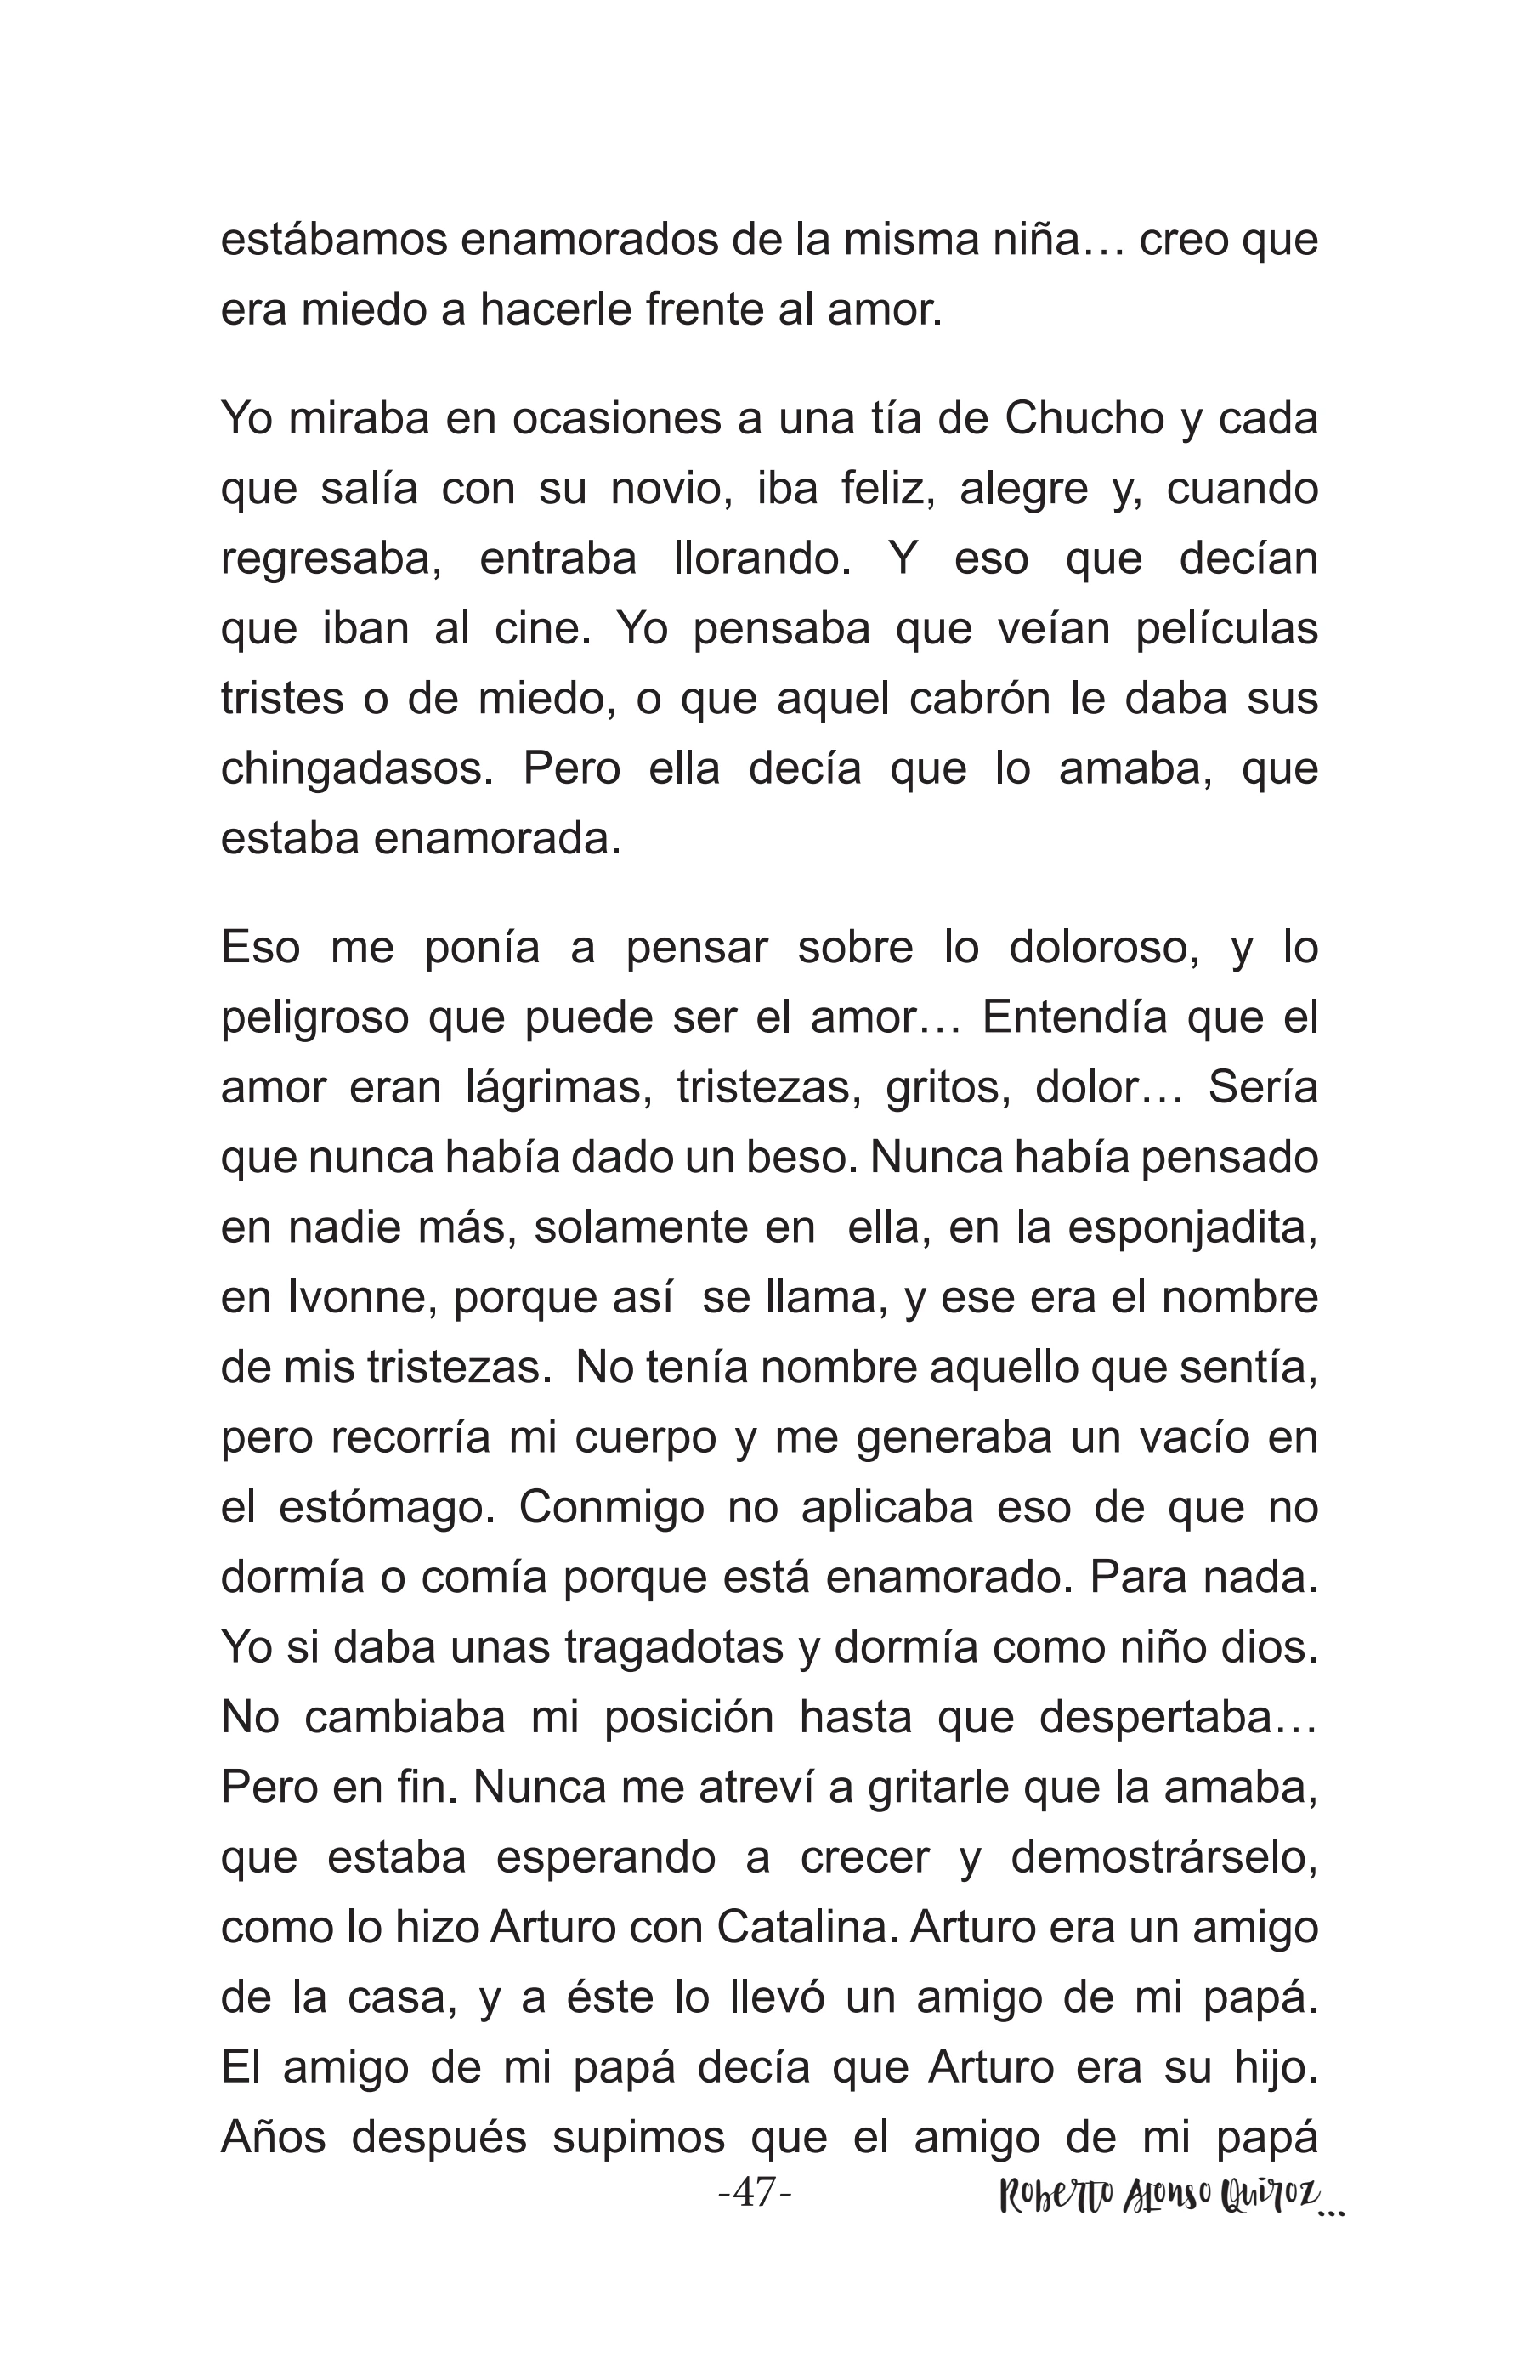 estábamos enamorados de la misma niña… creo que
era miedo a hacerle frente al amor.
Yo miraba en ocasiones a una tía de Chucho y cada
que salía con su novio, iba feliz, alegre y, cuando
regresaba, entraba llorando. Y eso que decían
que iban al cine. Yo pensaba que veían películas
tristes o de miedo, o que aquel cabrón le daba sus
chingadasos. Pero ella decía que lo amaba, que
estaba enamorada.
Eso me ponía a pensar sobre lo doloroso, y lo
peligroso que puede ser el amor… Entendía que el
amor eran lágrimas, tristezas, gritos, dolor… Sería
que nunca había dado un beso. Nunca había pensado
en nadie más, solamente en  ella, en la esponjadita,
en Ivonne, porque así  se llama, y ese era el nombre
de mis tristezas.  No tenía nombre aquello que sentía,
pero recorría mi cuerpo y me generaba un vacío en
el estómago. Conmigo no aplicaba eso de que no
dormía o comía porque está enamorado. Para nada.
Yo si daba unas tragadotas y dormía como niño dios.
No cambiaba mi posición hasta que despertaba…
Pero en fin. Nunca me atreví a gritarle que la amaba,
que estaba esperando a crecer y demostrárselo,
como lo hizo Arturo con Catalina. Arturo era un amigo
de la casa, y a éste lo llevó un amigo de mi papá.
El amigo de mi papá decía que Arturo era su hijo.
Años después supimos que el amigo de mi papá
-47- Roberto Alonso Quiroz...